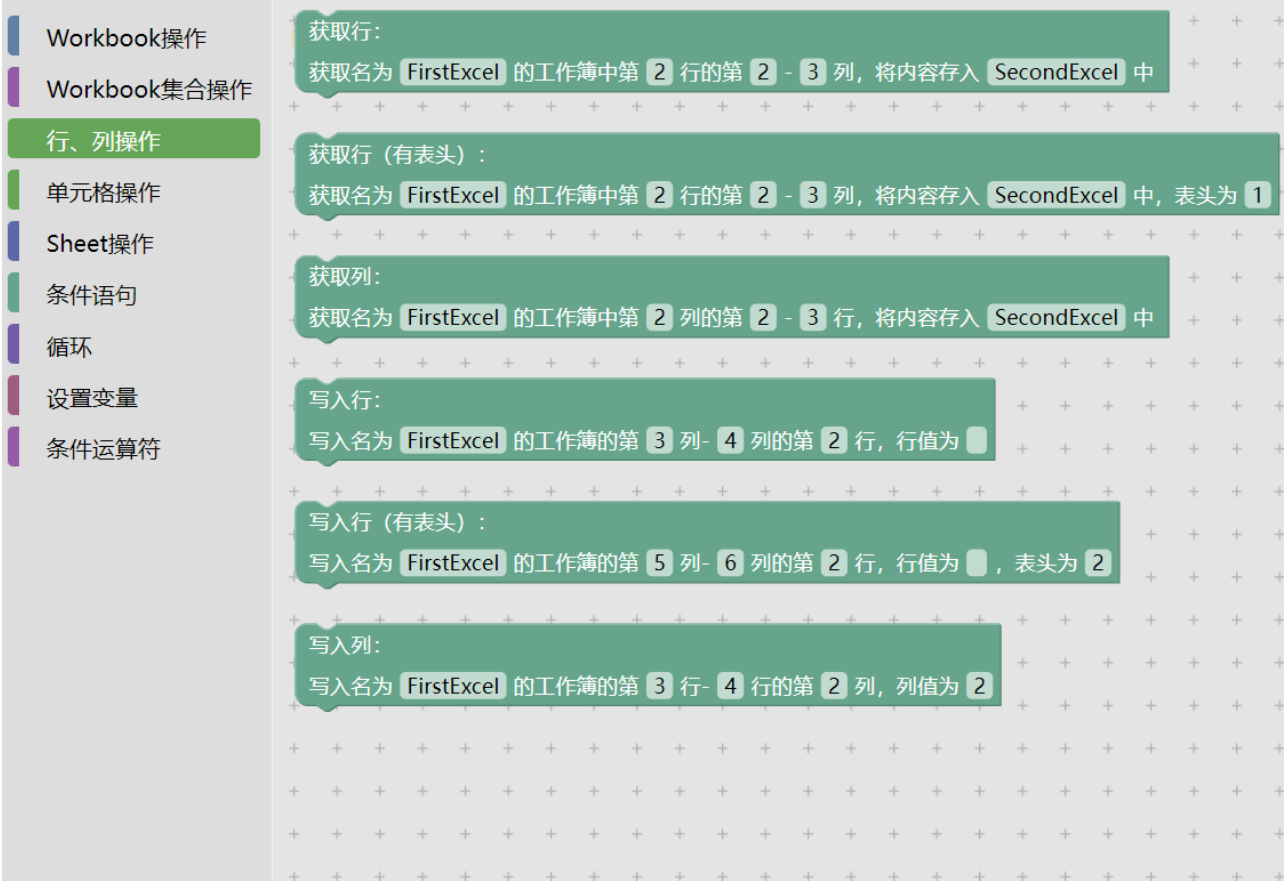 Workbook操作
Workbook集合操作
行、列操作
单元格操作
Sheet操作
条件语句
循环
设置变量
条件运算符
获取行：
获取名为 FirstExcel 的工作簿中第 2 行的第 2 - 3 列，将内容存入 SecondExcel 中
获取行（有表头）：
获取名为 FirstExcel 的工作簿中第 2 行的第 2 - 3 列，将内容存入 SecondExcel 中，表头为 1
获取列：
获取名为 FirstExcel 的工作簿中第 2 列的第 2 - 3 行，将内容存入 SecondExcel 中
写入行：
写入名为 FirstExcel 的工作簿的第 3 列- 4 列的第 2 行，行值为
写入行（有表头）：
写入名为 FirstExcel 的工作簿的第 5 列- 6 列的第 2 行，行值为 ，表头为 2
写入列：
写入名为 FirstExcel 的工作簿的第 3 行- 4 行的第 2 列，列值为 2